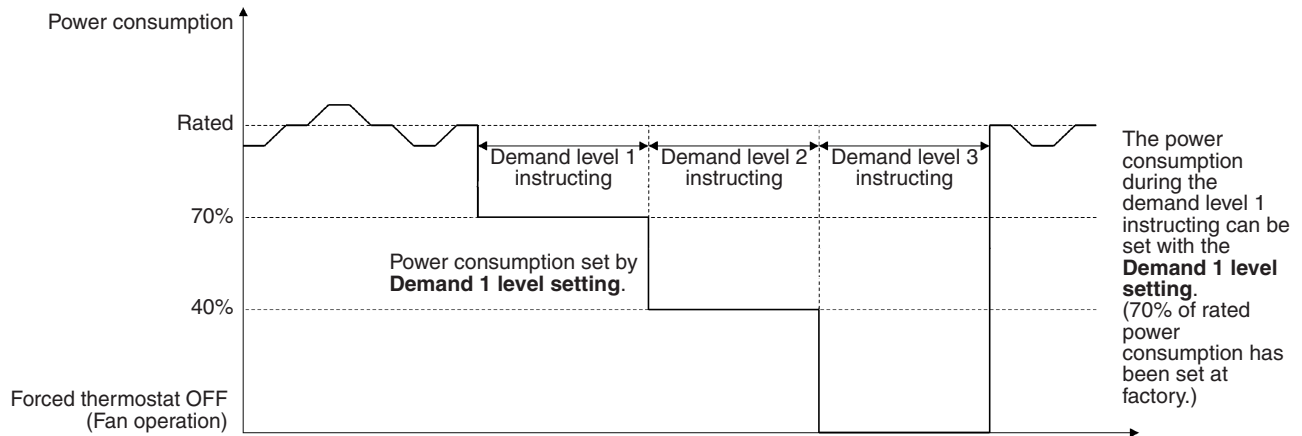 Power consumption
Rated
Demand level 1
instructing
Demand level 2
instructing
Demand level 3
instructing
70%
Power consumption set by
Demand 1 level setting.
40%
Forced thermostat OFF
(Fan operation)
The power
consumption
during the
demand level 1
instructing can be
set with the
Demand 1 level
setting.
(70% of rated
power
consumption has
been set at
factory.)